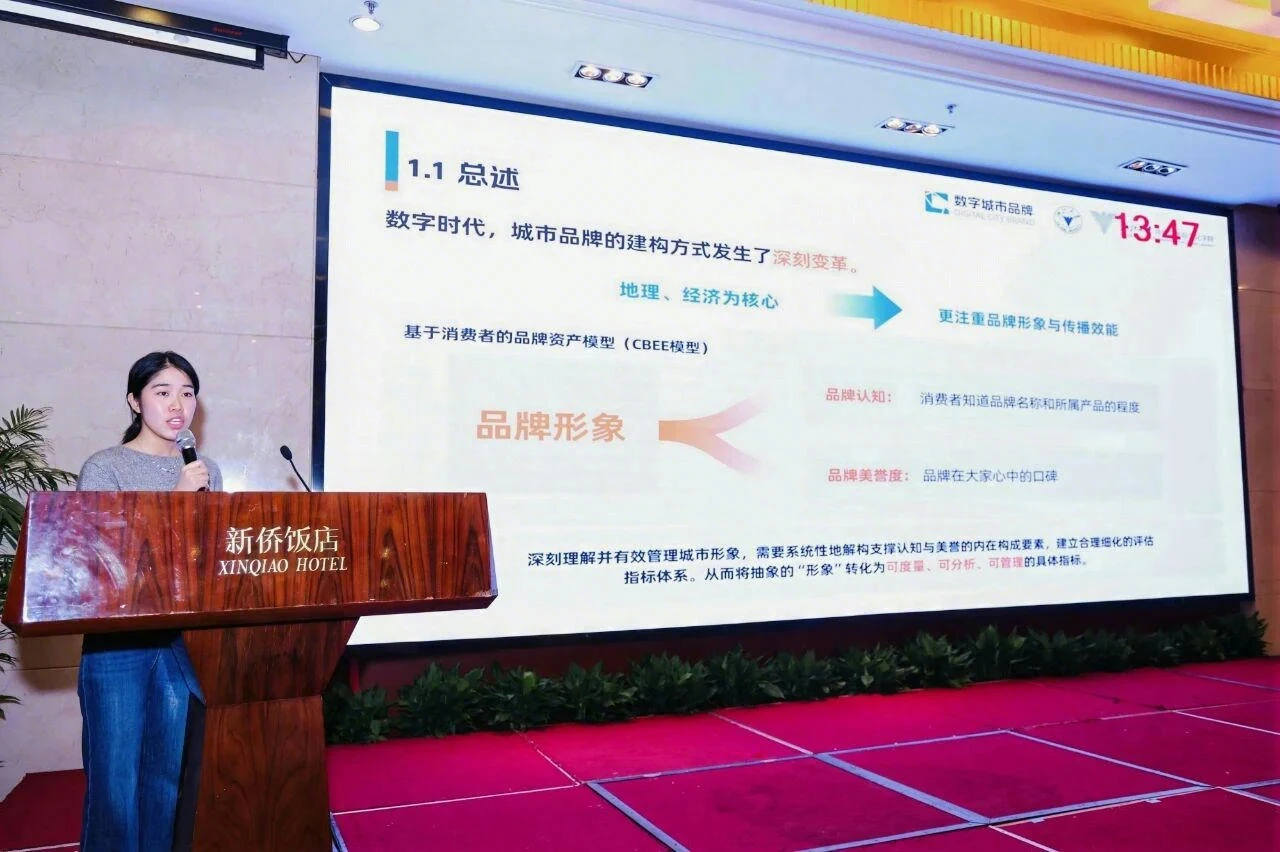 1.1 总述
数字城市品牌
DIGITAL CITY BRAND
13:47
数字时代，城市品牌的建构方式发生了深刻变革。
地理、经济为核心
更注重品牌形象与传播效能
基于消费者的品牌资产模型（CBEE模型）
品牌形象
品牌认知：
消费者知道品牌名称和所属产品的程度
品牌美誉度：
品牌在大家心中的口碑
深刻理解并有效管理城市形象，需要系统性地解构支撑认知与美誉的内在构成要素，建立合理细化的评估
指标体系。从而将抽象的“形象”转化为可度量、可分析、可管理的具体指标。
新侨饭店
XINQIAO HOTEL